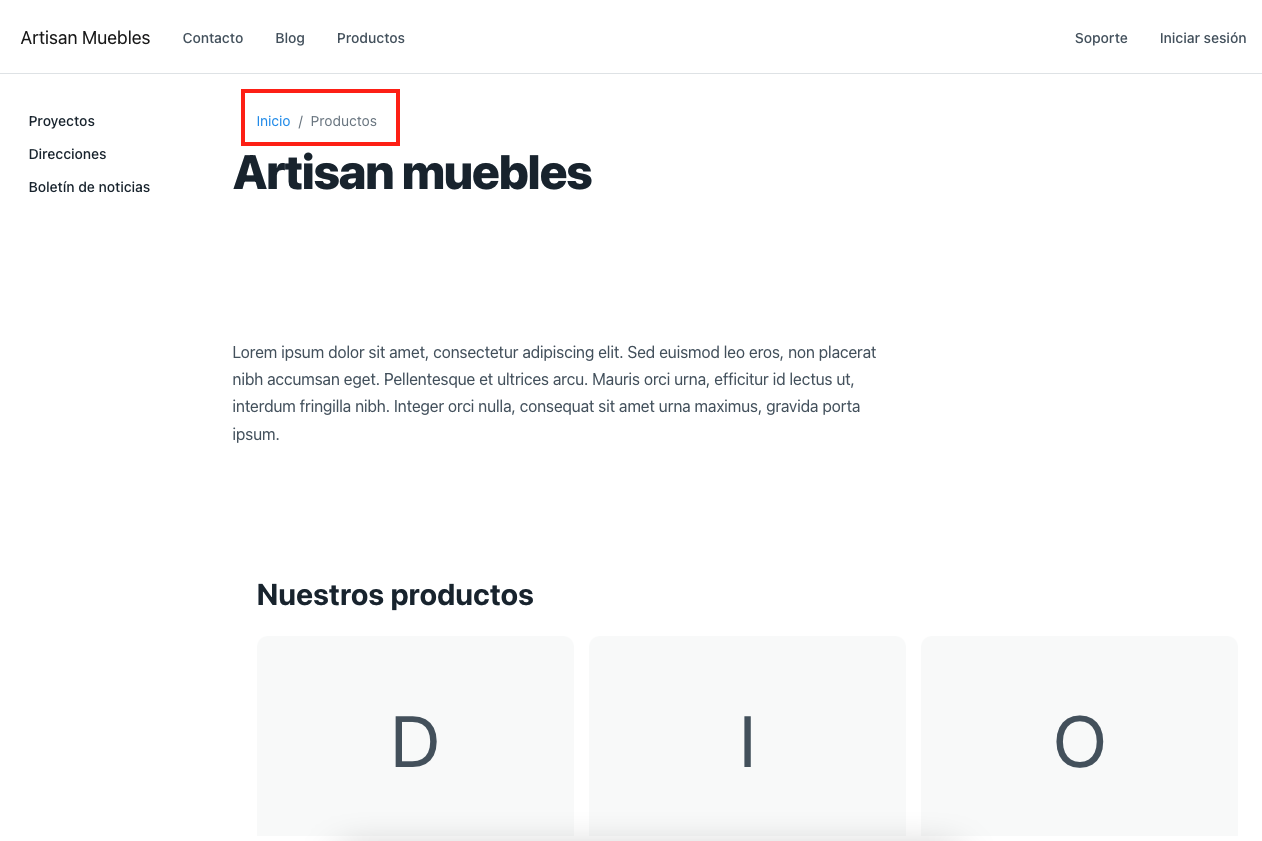 Artisan Muebles Contacto Blog Productos Soporte Iniciar sesión
Proyectos
Direcciones
Boletín de noticias
Inicio / Productos
Artisan muebles
Lorem ipsum dolor sit amet, consectetur adipiscing elit. Sed euismod leo eros, non placerat
nibh accumsan eget. Pellentesque et ultrices arcu. Mauris orci urna, efficitur id lectus ut,
interdum fringilla nibh. Integer orci nulla, consequat sit amet urna maximus, gravida porta
ipsum.
Nuestros productos
D I O